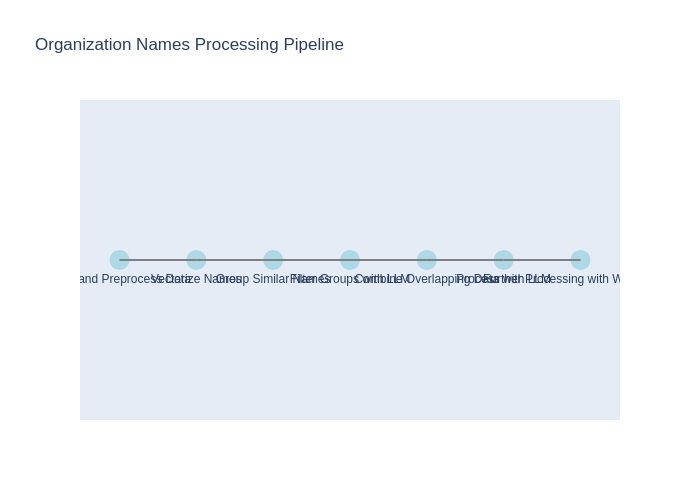 and Preprocess Data
Vectorize Names
Group Similar Names
Filter Groups with LLM
Combine Overlapping Data
Process with LLM
Further Processing with W
Organization Names Processing Pipeline